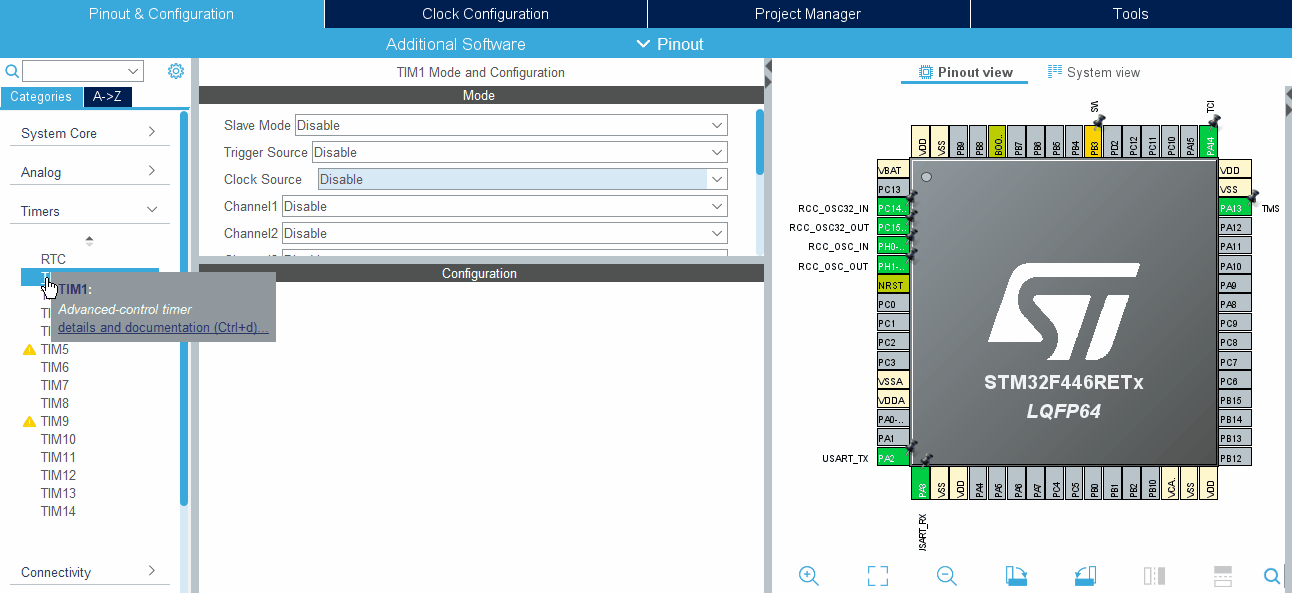 Pinout & Configuration
Clock Configuration
Project Manager
Tools
Additional Software
Pinout
Categories
A->Z
System Core
Analog
Timers
RTC
TIM1:
Advanced-control timer
details and documentation (Ctrl+d)...
TIM5
TIM6
TIM7
TIM8
TIM9
TIM10
TIM11
TIM12
TIM13
TIM14
Connectivity
TIM1 Mode and Configuration
Mode
Slave Mode Disable
Trigger Source Disable
Clock Source Disable
Channel1 Disable
Channel2 Disable
Configuration
Pinout view
System view
TCI
VDD
VSS
PB9
PB8
BOO..
PB7
PB6
PB5
PB4
PB3
PD2
PC12
PC11
PC10
PA15
PA14
VBAT
PC13
RCC_OSC32_IN PC14..
RCC_OSC32_OUT PC15..
RCC_OSC_IN PH0-..
RCC_OSC_OUT PH1-..
NRST
PC0
PC1
PC2
PC3
VSSA
VDDA
PA0-..
PA1
USART_TX PA2
STM32F446RETx
LQFP64
VDD
VSS
PA13 TMS
PA12
PA11
PA10
PA9
PA8
PC9
PC8
PC7
PC6
PB15
PB14
PB13
PB12
PA3
VSS
VDD
PA4
PA5
PA6
PA7
PC4
PC5
PB0
PB1
PB2
PB10
VCA..
VSS
VDD